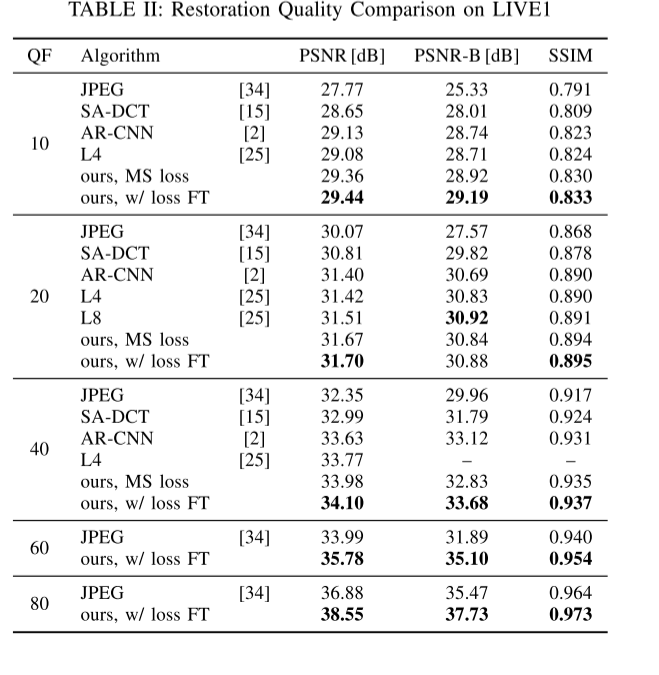 TABLE II: Restoration Quality Comparison on LIVE1
QF Algorithm PSNR [dB] PSNR-B [dB] SSIM
10
JPEG [34] 27.77 25.33 0.791
SA-DCT [15] 28.65 28.01 0.809
AR-CNN [2] 29.13 28.74 0.823
L4 [25] 29.08 28.71 0.824
ours, MS loss 29.36 28.92 0.830
ours, w/ loss FT 29.44 29.19 0.833
20
JPEG [34] 30.07 27.57 0.868
SA-DCT [15] 30.81 29.82 0.878
AR-CNN [2] 31.40 30.69 0.890
L4 [25] 31.42 30.83 0.890
L8 [25] 31.51 30.92 0.891
ours, MS loss 31.67 30.84 0.894
ours, w/ loss FT 31.70 30.88 0.895
40
JPEG [34] 32.35 29.96 0.917
SA-DCT [15] 32.99 31.79 0.924
AR-CNN [2] 33.63 33.12 0.931
L4 [25] 33.77 – –
ours, MS loss 33.98 32.83 0.935
ours, w/ loss FT 34.10 33.68 0.937
60
JPEG [34] 33.99 31.89 0.940
ours, w/ loss FT 35.78 35.10 0.954
80
JPEG [34] 36.88 35.47 0.964
ours, w/ loss FT 38.55 37.73 0.973